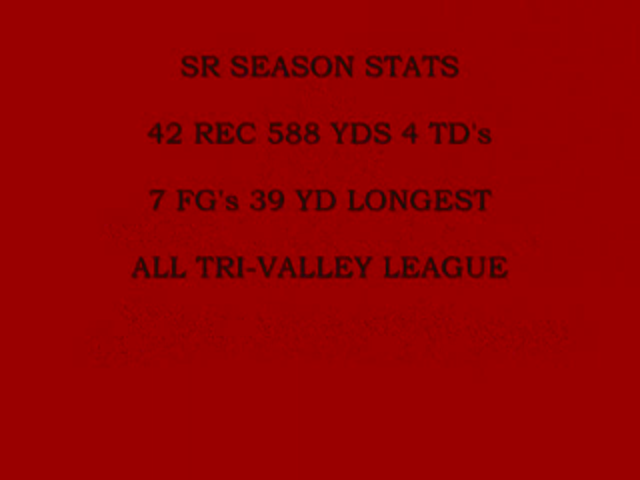 SR SEASON STATS
42 REC 588 YDS 4 TD's
7 FG's 39 YD LONGEST
ALL TRI-VALLEY LEAGUE